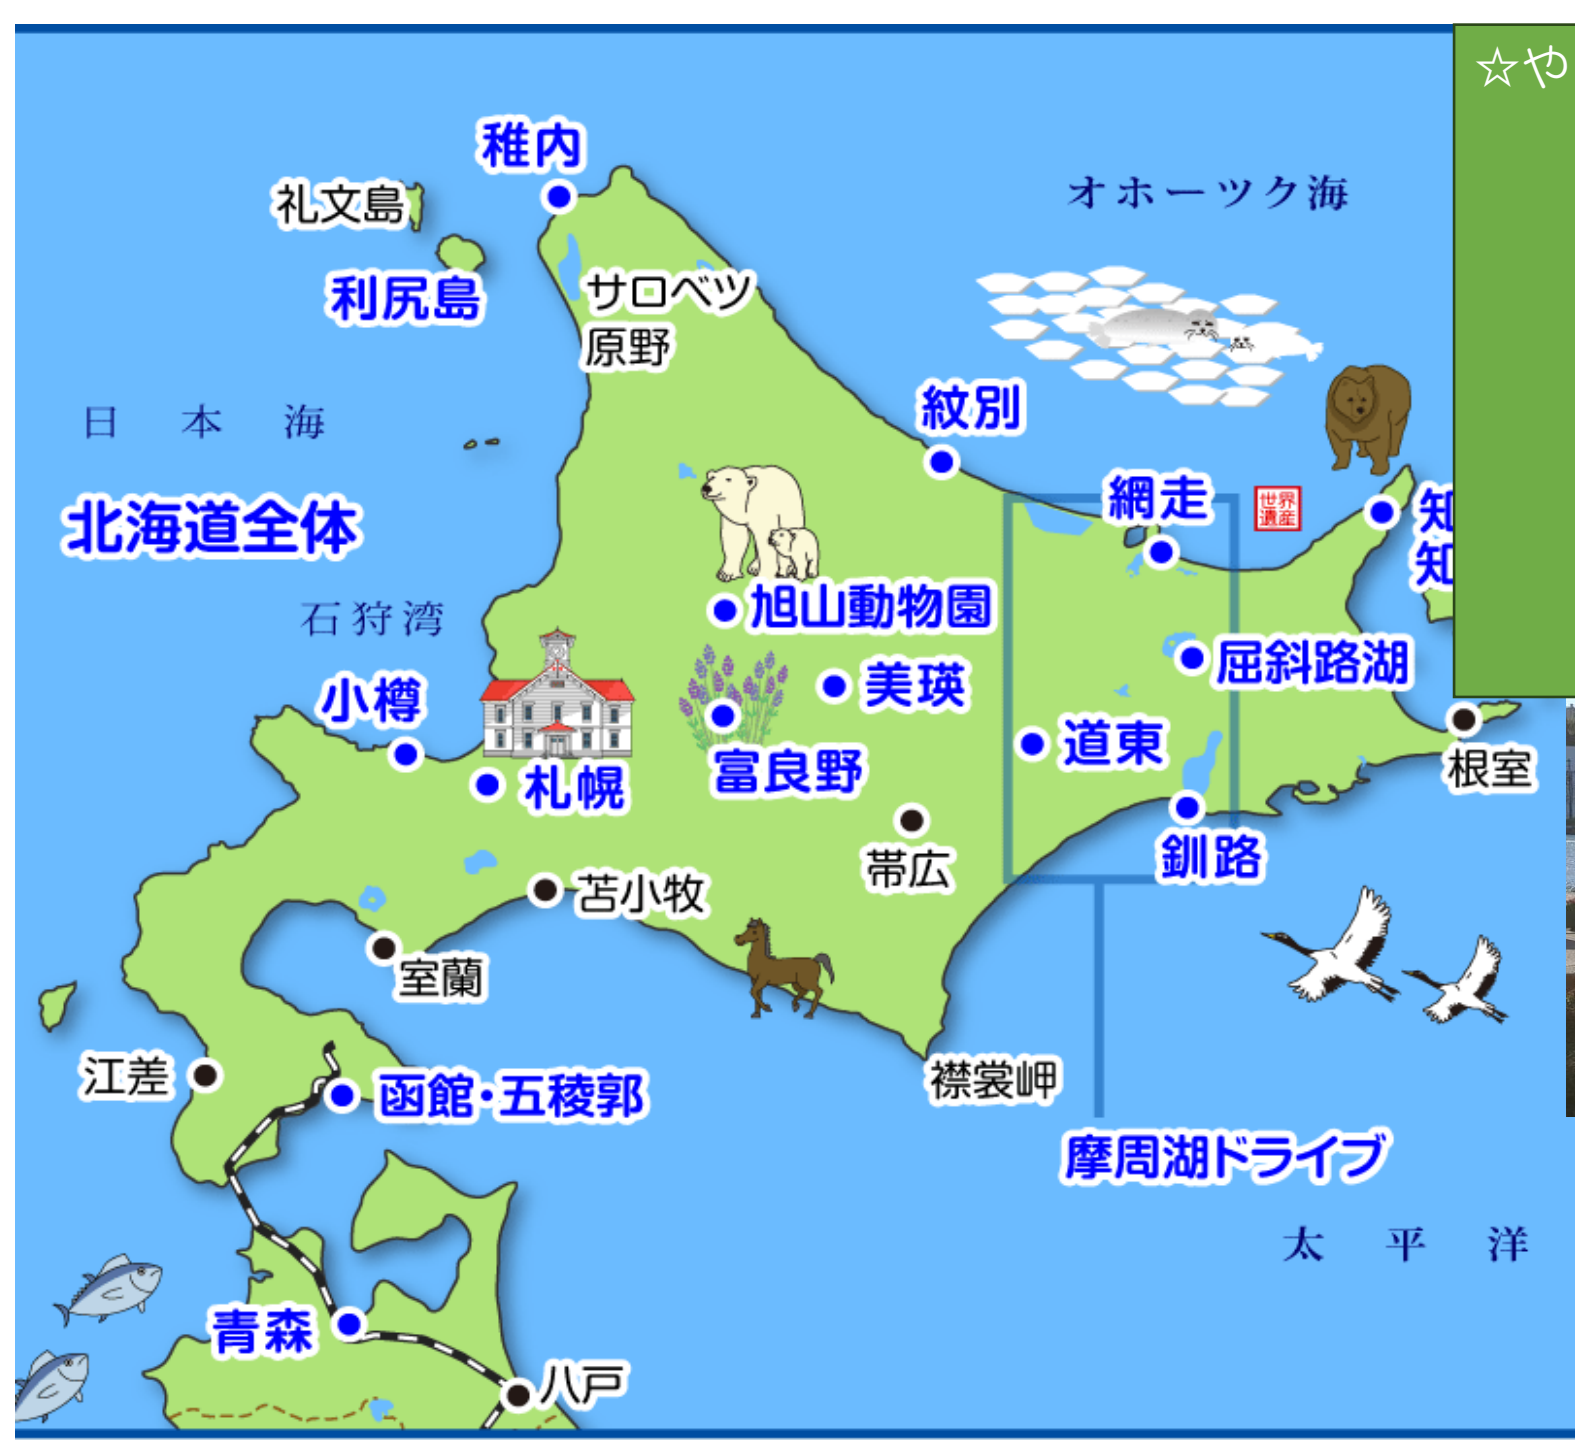 ☆や
稚内
礼文島
オホーツク海
利尻島
サロベツ
原野
紋別
日本海
網走
世界
遺産
知
知
北海道全体
石狩湾
旭山動物園
屈斜路湖
小樽
美瑛
道東
富良野
札幌
根室
帯広
釧路
苫小牧
室蘭
江差
襟裳岬
函館・五稜郭
摩周湖ドライブ
太平洋
青森
八戸